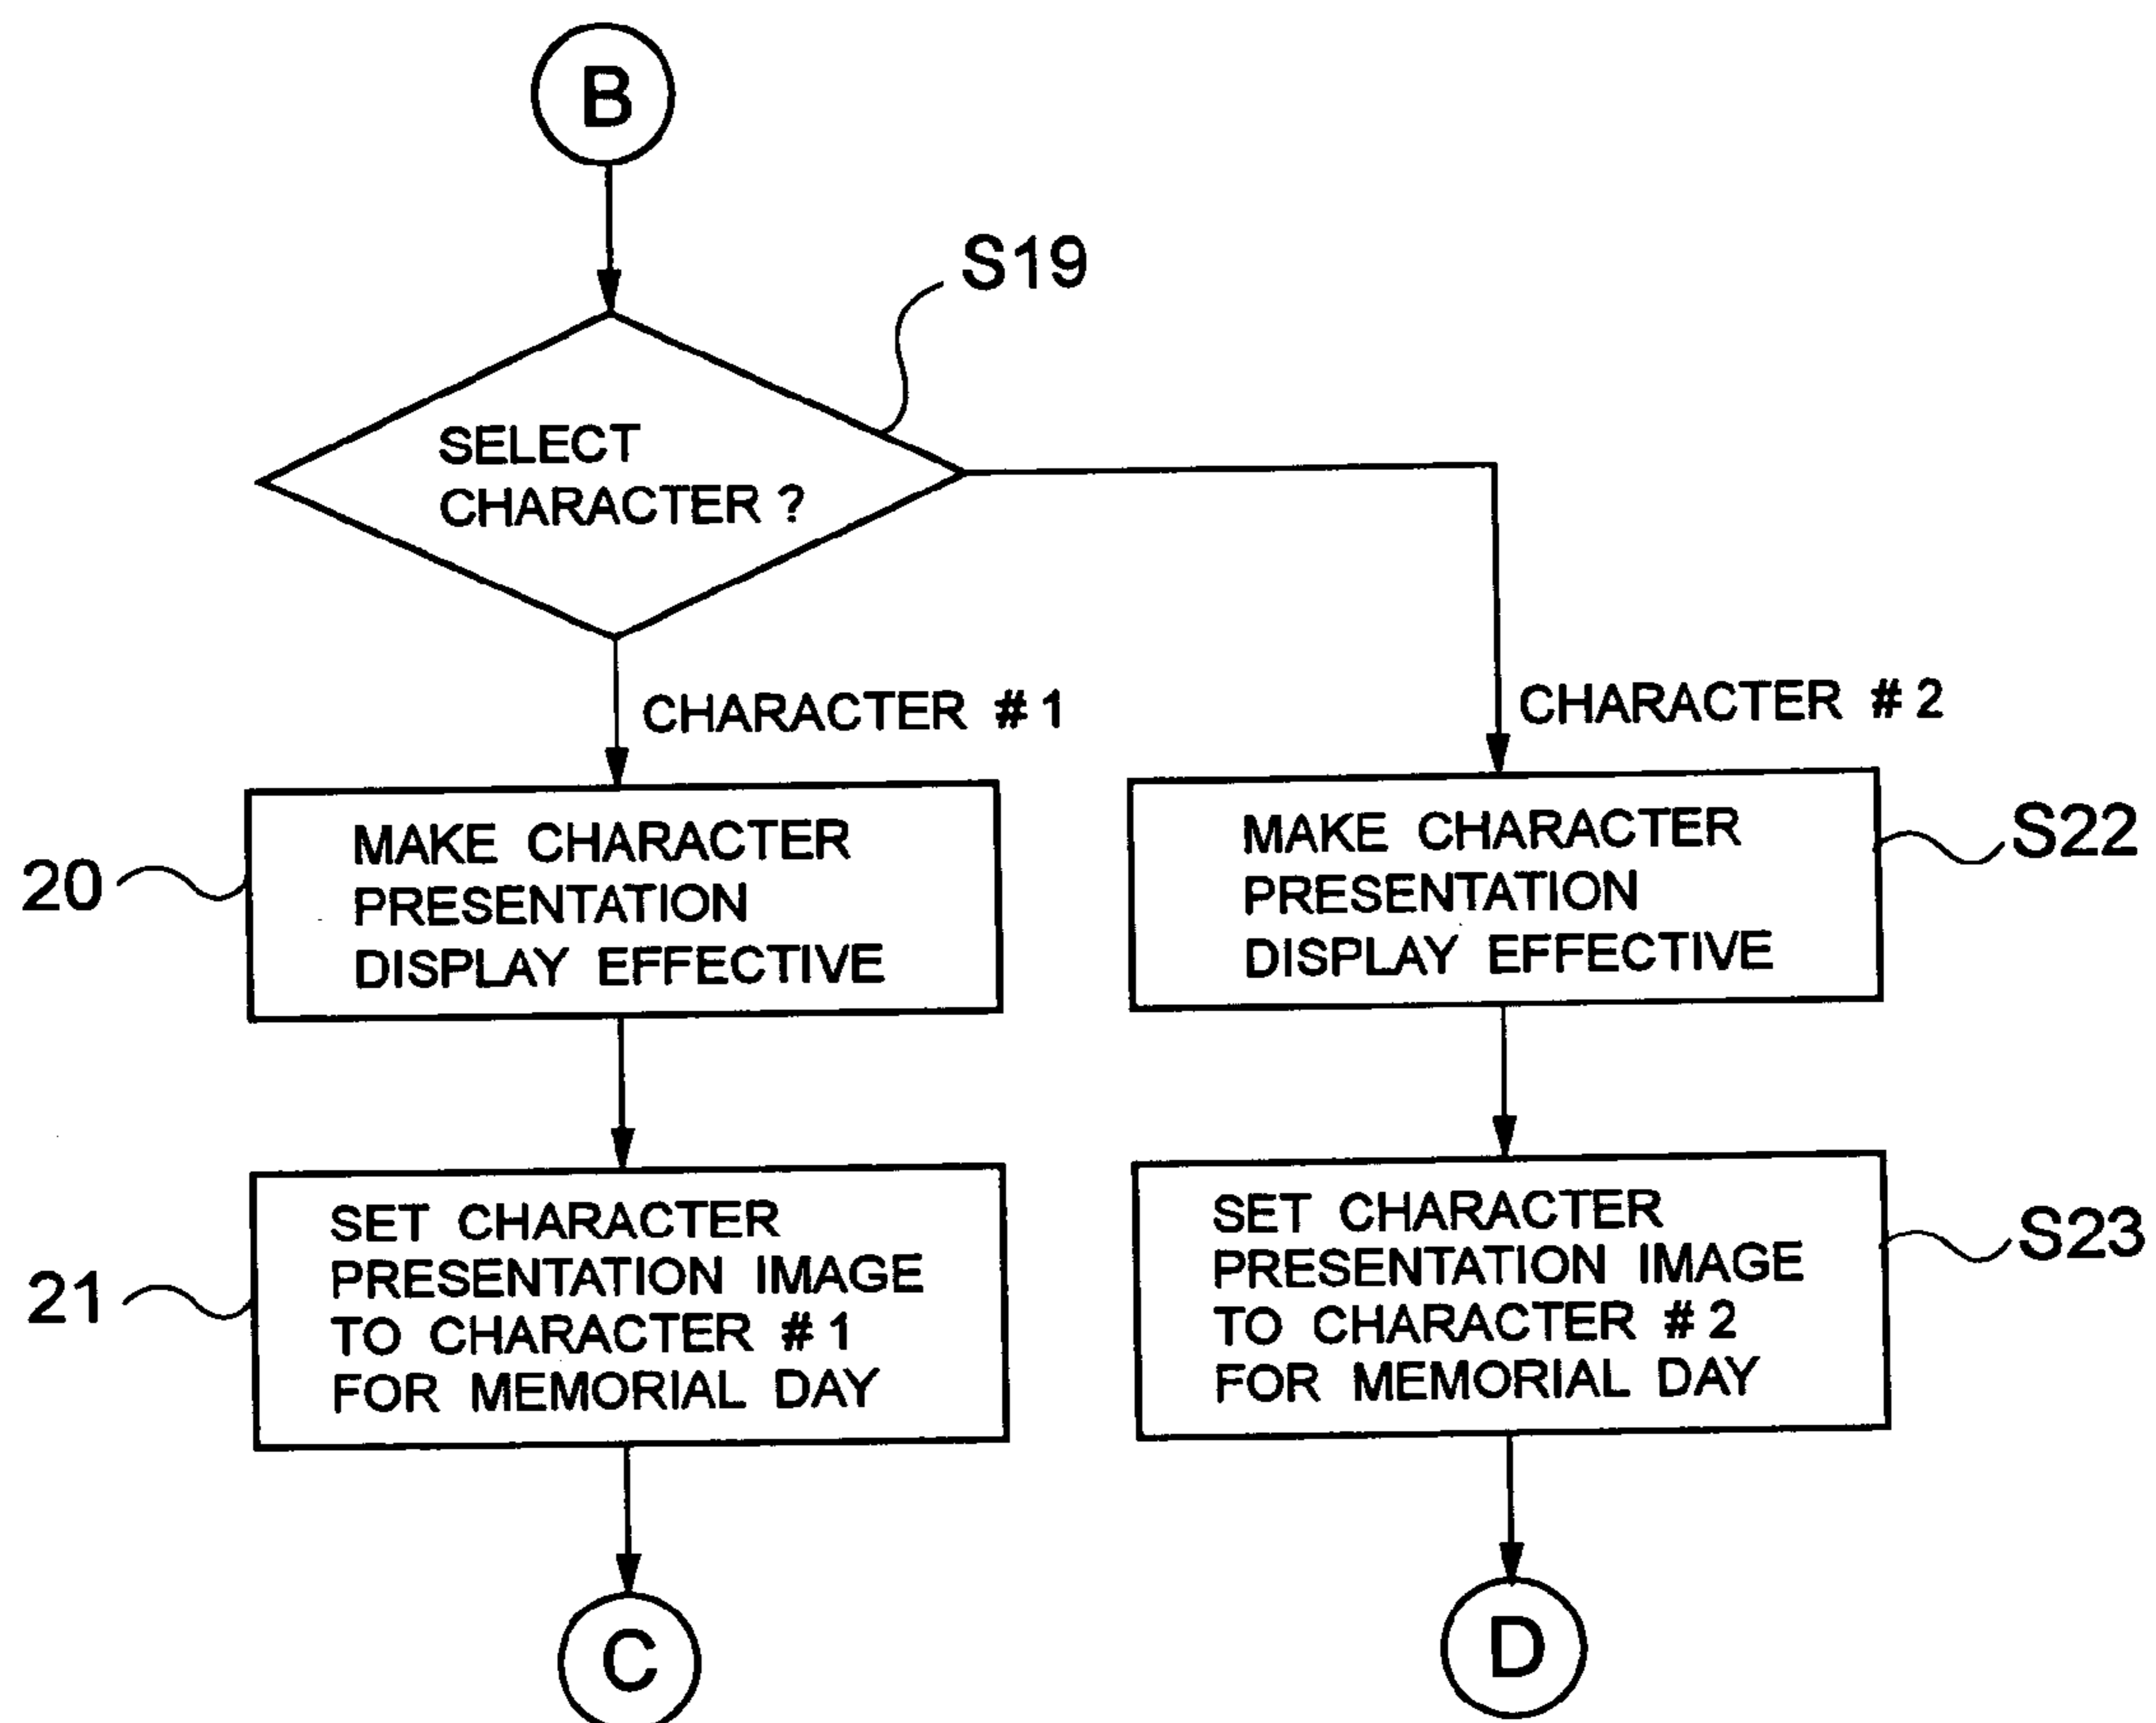 B
S19
SELECT
CHARACTER ?
CHARACTER # 1
CHARACTER # 2
20
MAKE CHARACTER
PRESENTATION
DISPLAY EFFECTIVE
MAKE CHARACTER
PRESENTATION
DISPLAY EFFECTIVE
S22
21
SET CHARACTER
PRESENTATION IMAGE
TO CHARACTER # 1
FOR MEMORIAL DAY
SET CHARACTER
PRESENTATION IMAGE
TO CHARACTER # 2
FOR MEMORIAL DAY
S23
C
D